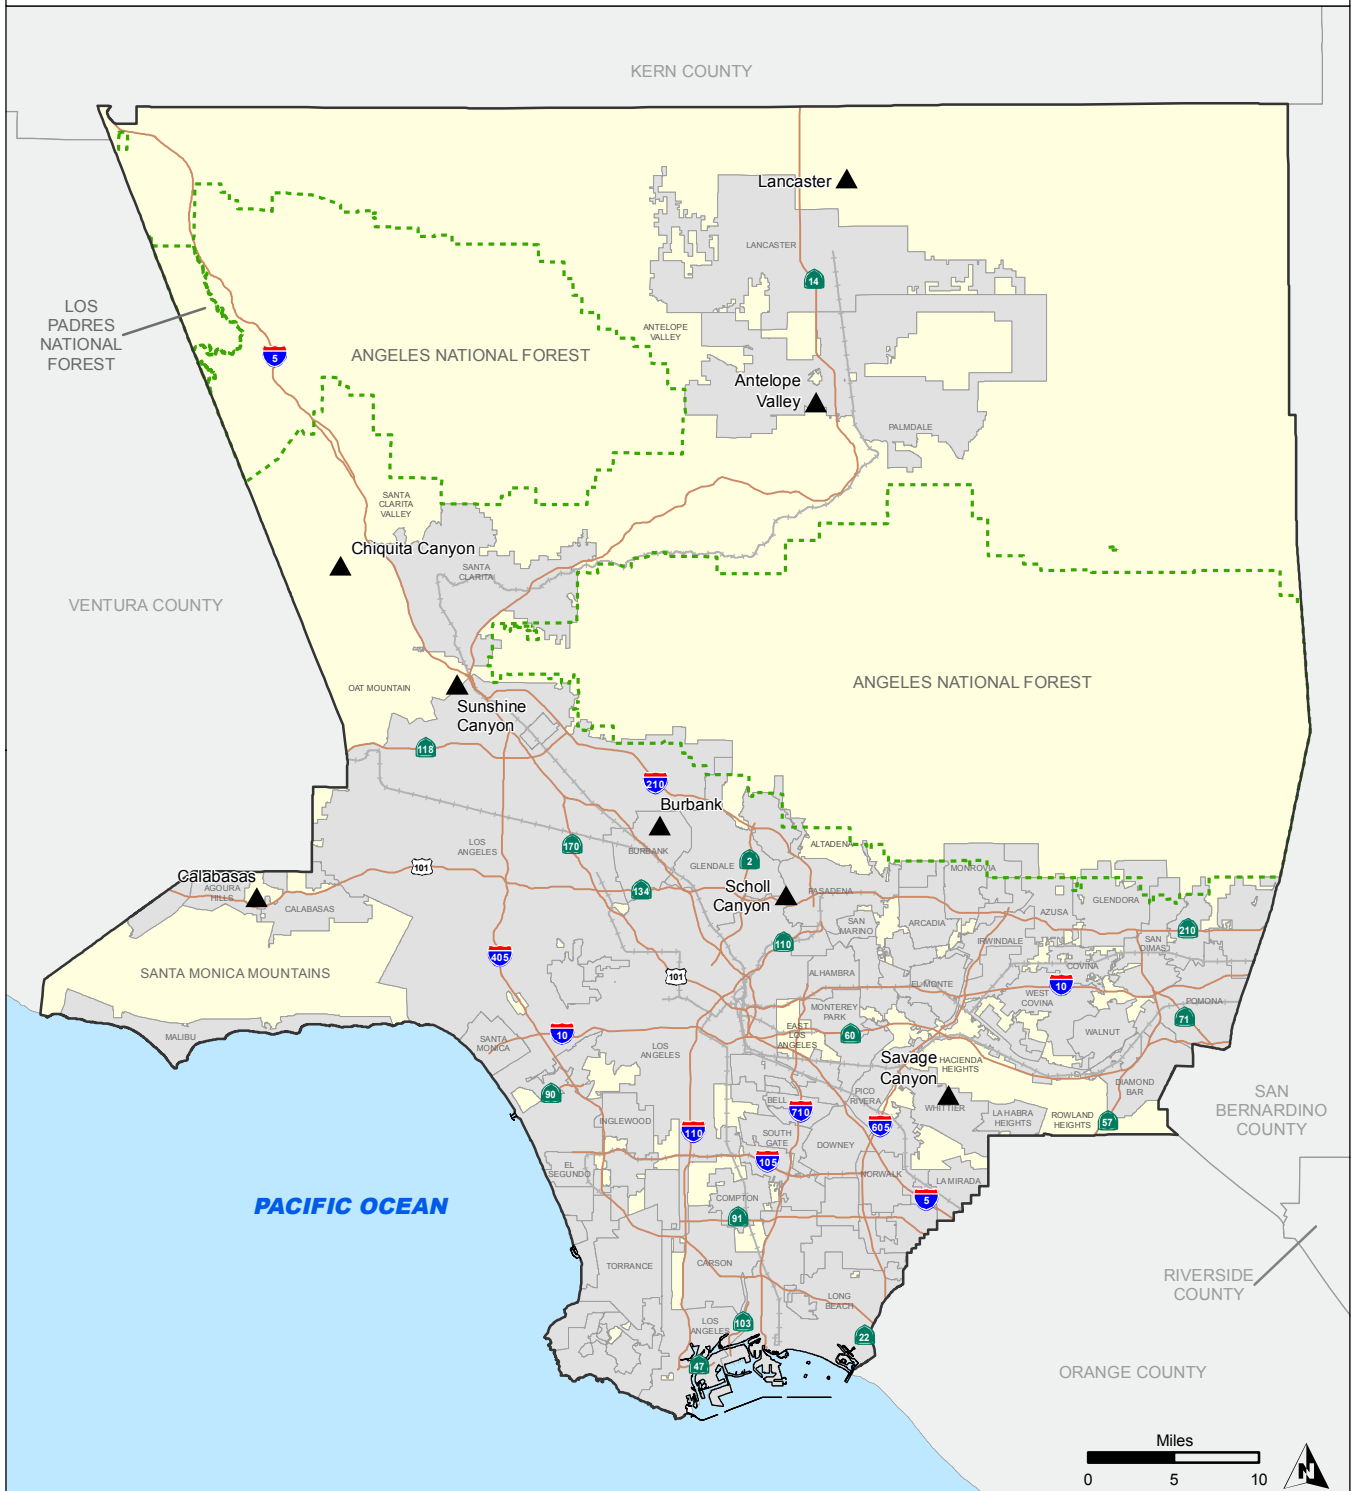 KERN COUNTY
Lancaster
LANCASTER
14
LOS
PADRES
NATIONAL
FOREST
5
ANGELES NATIONAL FOREST
ANTELOPE
VALLEY
Antelope
Valley
PALMDALE
SANTA
CLARITA
VALLEY
Chiquita Canyon
SANTA
CLARITA
VENTURA COUNTY
OAT MOUNTAIN
ANGELES NATIONAL FOREST
Sunshine
Canyon
118
210
Burbank
LOS
ANGELES
170
BURBANK
GLENDALE
2
ALTADENA
101
134
Scholl
Canyon
PASADENA
MONROVIA
Calabasas
AGOURA
HILLS
CALABASAS
GLENDORA
AZUSA
SAN
MARINO
ARCADIA
210
405
110
IRWINDALE
SAN
DIMAS
SANTA MONICA MOUNTAINS
101
ALHAMBRA
EL MONTE
COVINA
10
WEST
COVINA
POMONA
MONTEREY
PARK
71
MALIBU
SANTA
MONICA
10
LOS
ANGELES
EAST
LOS
ANGELES
60
WALNUT
Savage
Canyon
HACIENDA
HEIGHTS
90
BELL
PICO
RIVERA
DIAMOND
BAR
WHITTIER
SAN
BERNARDINO
COUNTY
INGLEWOOD
110
710
605
LA HABRA
HEIGHTS
ROWLAND
HEIGHTS
57
SOUTH
GATE
DOWNEY
EL
SEGUNDO
105
NORWALK
LA MIRADA
PACIFIC OCEAN
COMPTON
5
91
TORRANCE
CARSON
RIVERSIDE
COUNTY
LONG
BEACH
LOS
ANGELES
103
22
47
ORANGE COUNTY
Miles
0 5 10
N